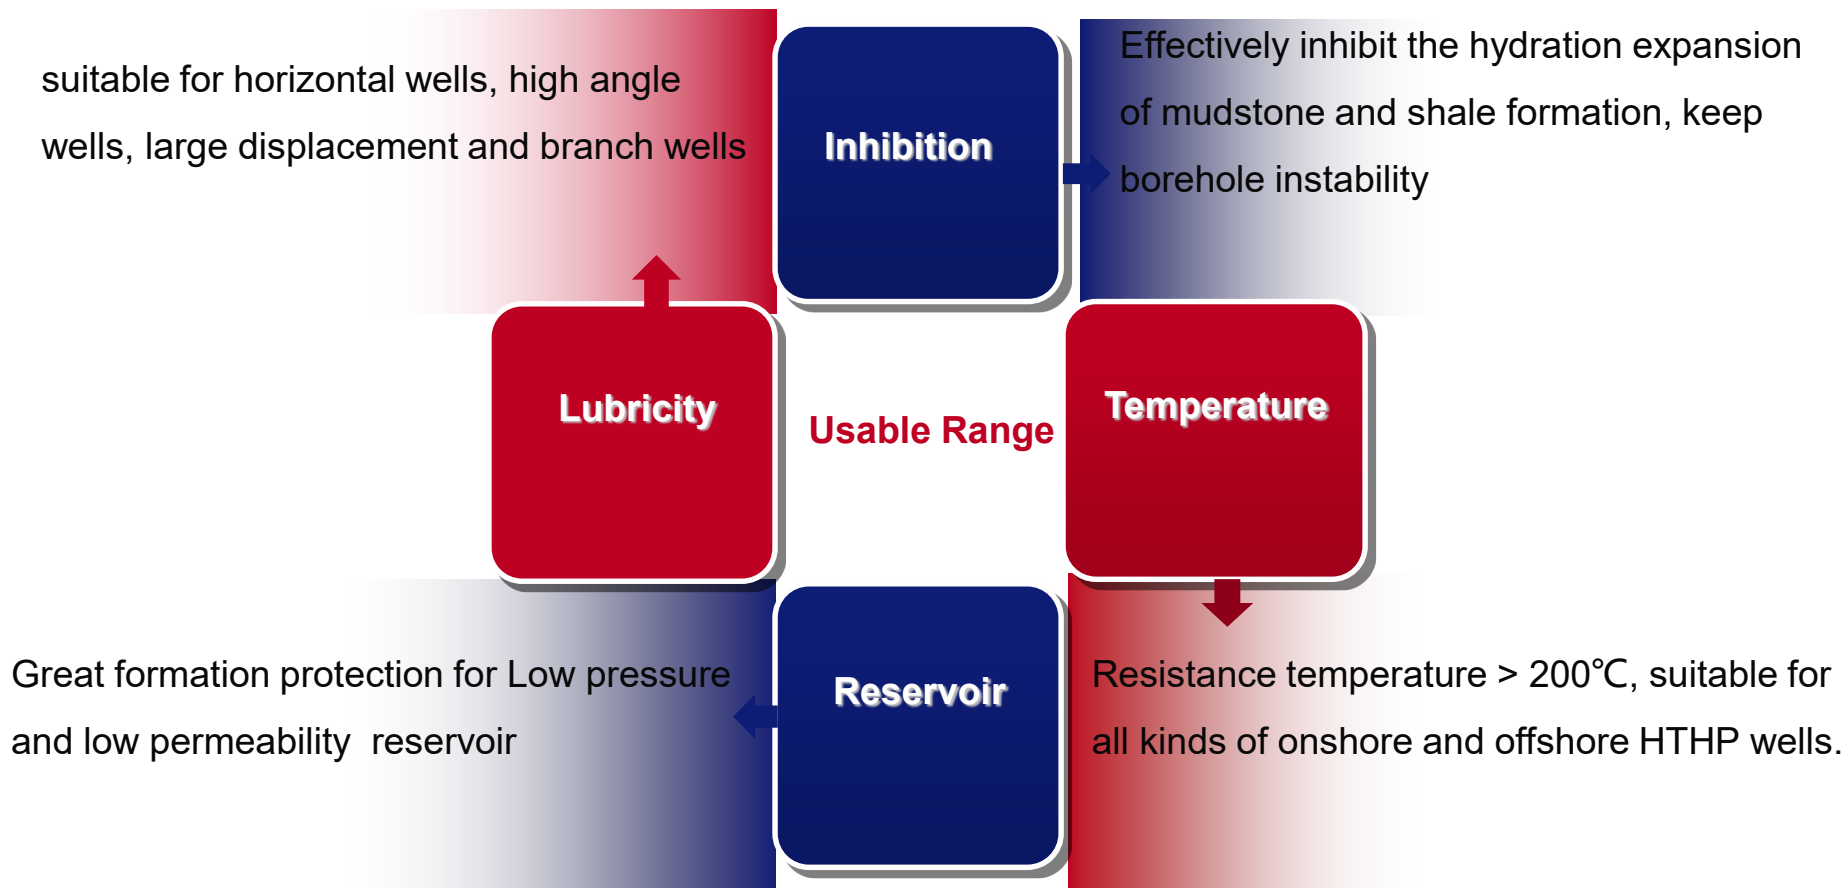 suitable for horizontal wells, high angle
wells, large displacement and branch wells
Inhibition
Effectively inhibit the hydration expansion
of mudstone and shale formation, keep
borehole instability
Lubricity
Usable Range
Temperature
Great formation protection for Low pressure
and low permeability reservoir
Reservoir
Resistance temperature > 200℃, suitable for
all kinds of onshore and offshore HTHP wells.